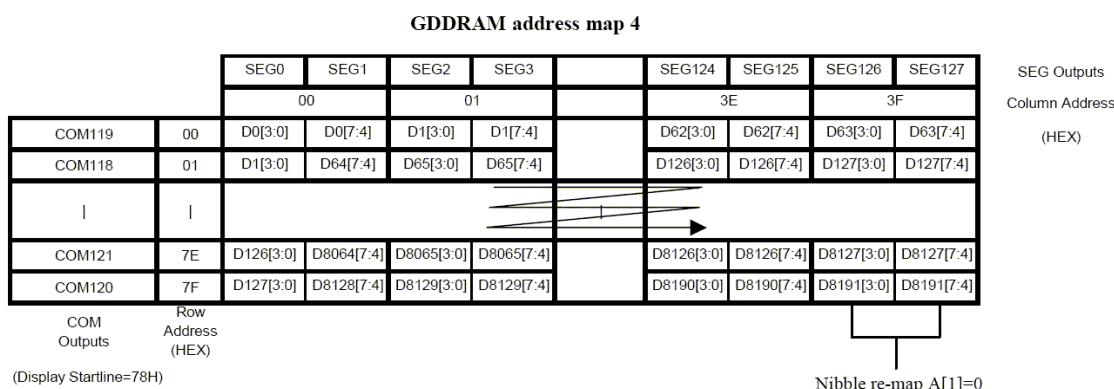 GDDRAM address map 4
SEG0 SEG1 SEG2 SEG3 SEG124 SEG125 SEG126 SEG127 SEG Outputs
00 01 3E 3F Column Address
(HEX)
COM119 00 D0[3:0] D0[7:4] D1[3:0] D1[7:4] D62[3:0] D62[7:4] D63[3:0] D63[7:4]
COM118 01 D1[3:0] D64[7:4] D65[3:0] D65[7:4] D126[3:0] D126[7:4] D127[3:0] D127[7:4]
| | |
COM121 7E D126[3:0] D8064[7:4] D8065[3:0] D8065[7:4] D8126[3:0] D8126[7:4] D8127[3:0] D8127[7:4]
COM120 7F D127[3:0] D8128[7:4] D8129[3:0] D8129[7:4] D8190[3:0] D8190[7:4] D8191[3:0] D8191[7:4]
COM
Outputs
Row
Address
(HEX)
(Display Startline=78H)
Nibble re-map A[1]=0